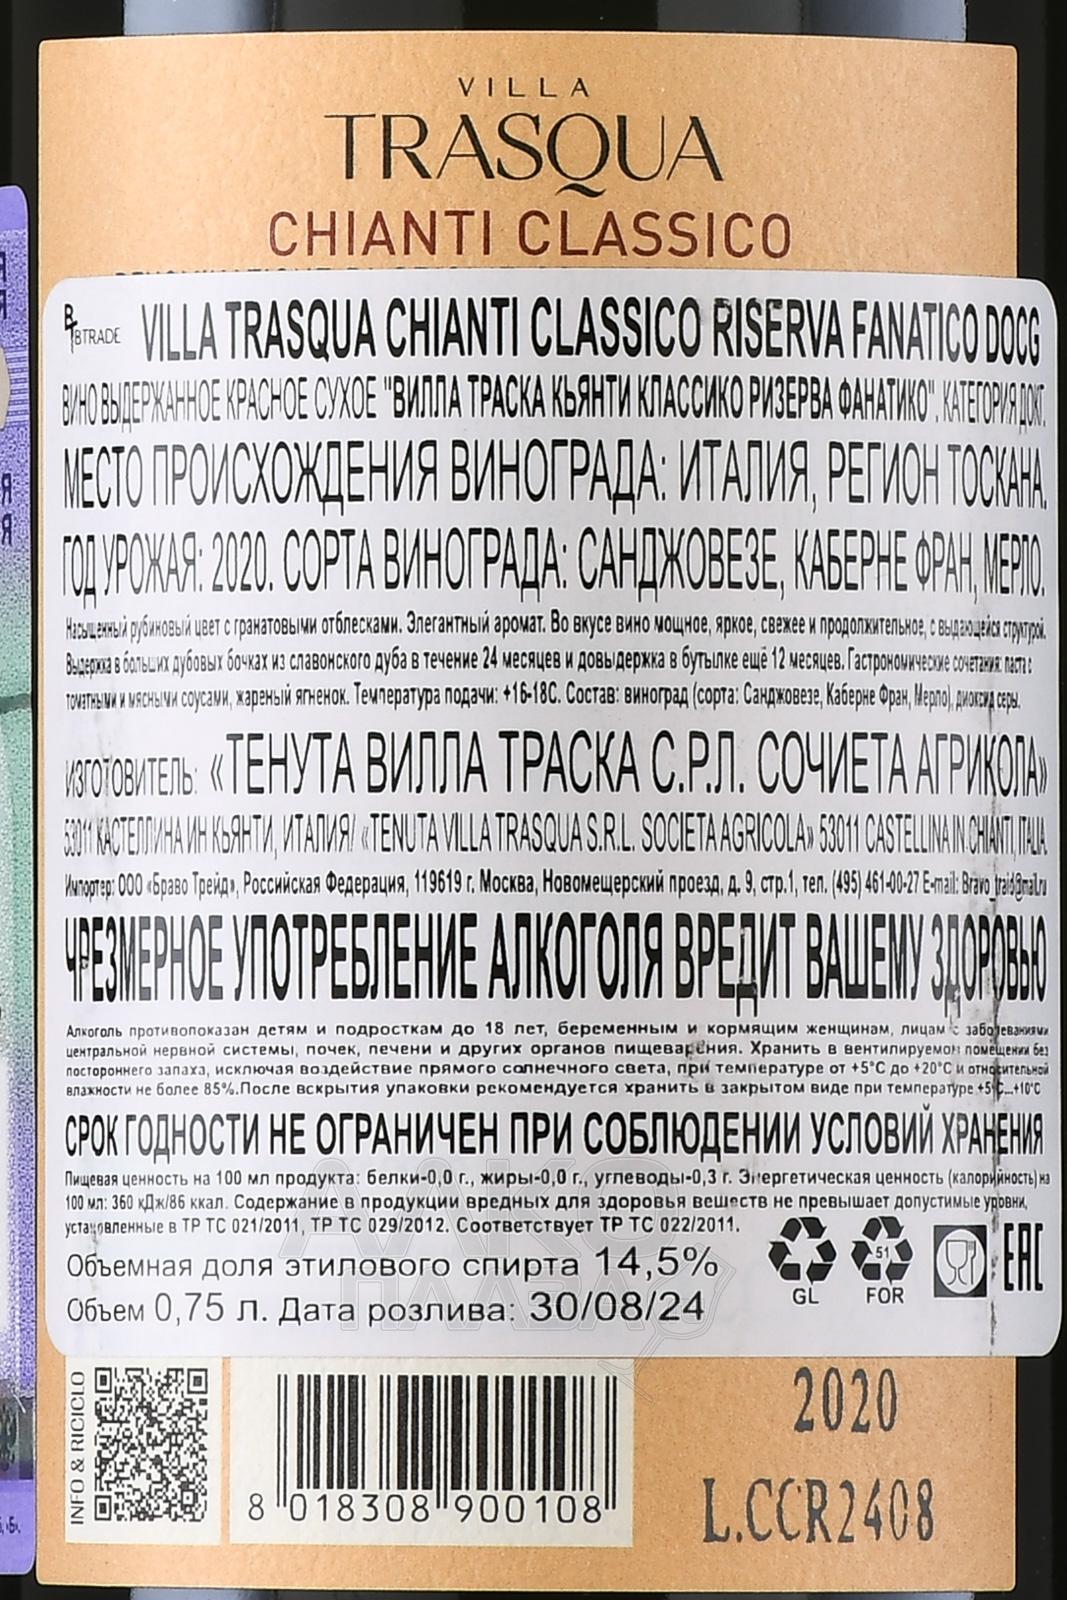 VILLA
TRASQUA
CHIANTI CLASSICO
BTRADE VILLA TRASQUA CHIANTI CLASSICO RISERVA FANATICO DOCG
ВИНО ВЫДЕРЖАННОЕ КРАСНОЕ СУХОЕ "ВИЛЛА ТРАСКА КЬЯНТИ КЛАССИКО РИЗЕРВА ФАНАТИКО". КАТЕГОРИЯ ДОКГ.
МЕСТО ПРОИСХОЖДЕНИЯ ВИНОГРАДА: ИТАЛИЯ, РЕГИОН ТОСКАНА.
ГОД УРОЖАЯ: 2020. СОРТА ВИНОГРАДА: САНДЖОВЕЗЕ, КАБЕРНЕ ФРАН, МЕРЛО.
Насыщенный рубиновый цвет с гранатовыми отблесками. Элегантный аромат. Во вкусе вино мощное, яркое, свежее и продолжительное, с выдающейся структурой.
Выдержка в больших дубовых бочках из славонского дуба в течение 24 месяцев и довыдержка в бутылке ещё 12 месяцев. Гастрономические сочетания: паста с
томатными и мясными соусами, жареный ягненок. Температура подачи: +16-18С. Состав: виноград (сорта: Санджовезе, Каберне Фран, Мерло), диоксид серы.
ИЗГОТОВИТЕЛЬ: «ТЕНУТА ВИЛЛА ТРАСКА С.Р.Л. СОЧИЕТА АГРИКОЛА»
53011 КАСТЕЛЛИНА ИН КЬЯНТИ, ИТАЛИЯ/ «TENUTA VILLA TRASQUA S.R.L. SOCIETA AGRICOLA» 53011 CASTELLINA IN CHIANTI, ITALIA.
Импортер: ООО «Браво Трейд», Российская Федерация, 119619 г. Москва, Новомещерский проезд, д. 9, стр.1, тел. (495) 461-00-27 E-mail: Bravo_traid@mail.ru
ЧРЕЗМЕРНОЕ УПОТРЕБЛЕНИЕ АЛКОГОЛЯ ВРЕДИТ ВАШЕМУ ЗДОРОВЬЮ
Алкоголь противопоказан детям и подросткам до 18 лет, беременным и кормящим женщинам, лицам с заболеваниями
центральной нервной системы, почек, печени и других органов пищеварения. Хранить в вентилируемом помещении без
постороннего запаха, исключая воздействие прямого солнечного света, при температуре от +5°С до +20°С и относительной
влажности не более 85%.После вскрытия упаковки рекомендуется хранить в закрытом виде при температуре +5°С...+10°С
СРОК ГОДНОСТИ НЕ ОГРАНИЧЕН ПРИ СОБЛЮДЕНИИ УСЛОВИЙ ХРАНЕНИЯ
Пищевая ценность на 100 мл продукта: белки-0,0 г., жиры-0,0 г., углеводы-0,3 г. Энергетическая ценность (калорийность) на
100 мл: 360 кДж/86 ккал. Содержание в продукции вредных для здоровья веществ не превышает допустимые уровни,
установленные в ТР ТС 021/2011, ТР ТС 029/2012. Соответствует ТР ТС 022/2011.
Объемная доля этилового спирта 14,5%
Объем 0,75 л. Дата розлива: 30/08/24
51
GL FOR EAC
INFO & RICICLO
8 018308 900108
2020
L.CCR2408
АЛКО
ПЛАВАЮ